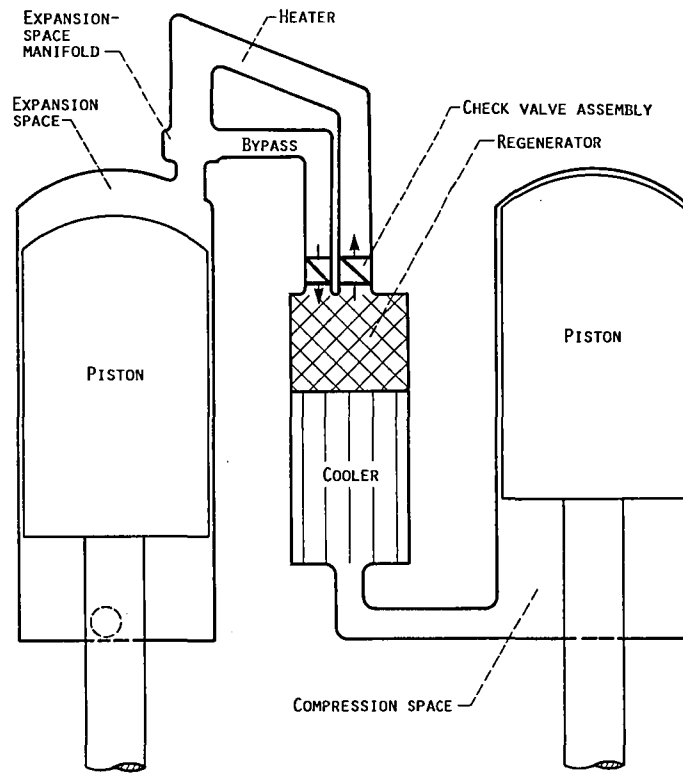 EXPANSION-
SPACE
MANIFOLD
HEATER
EXPANSION
SPACE
CHECK VALVE ASSEMBLY
BYPASS
REGENERATOR
PISTON
PISTON
COOLER
COMPRESSION SPACE